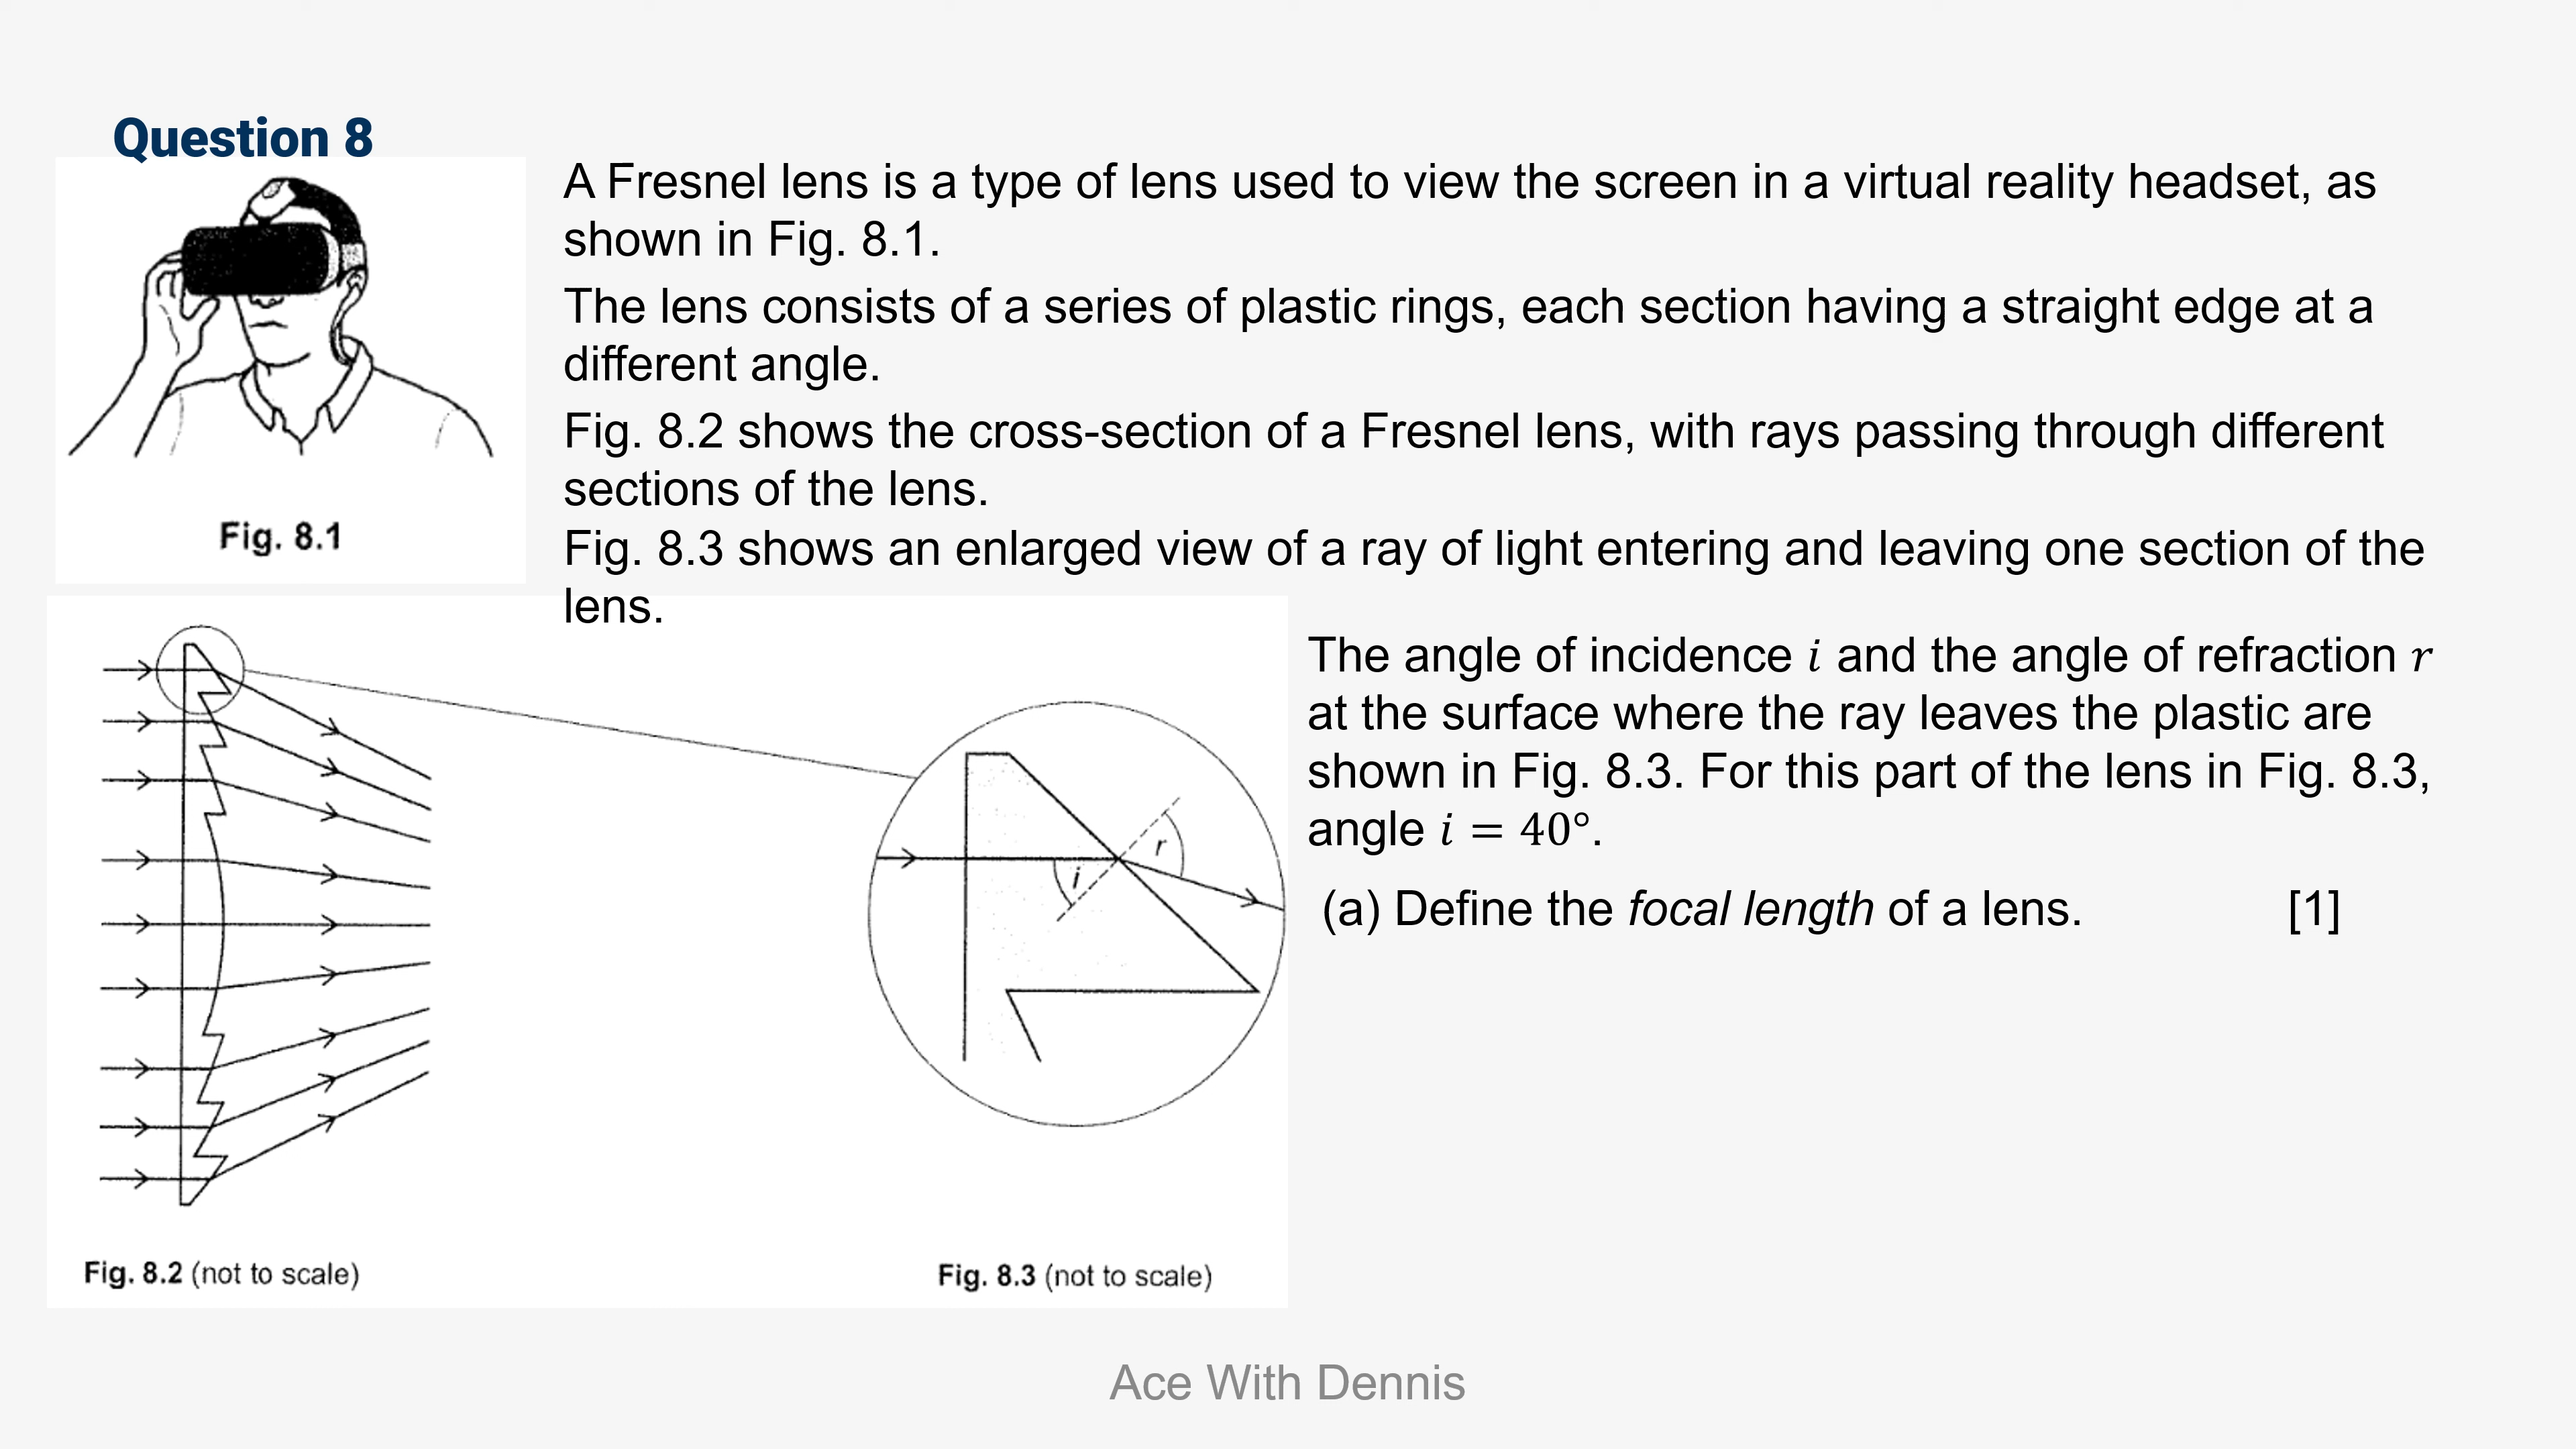 Question 8
A Fresnel lens is a type of lens used to view the screen in a virtual reality headset, as
shown in Fig. 8.1.
The lens consists of a series of plastic rings, each section having a straight edge at a
different angle.
Fig. 8.2 shows the cross-section of a Fresnel lens, with rays passing through different
sections of the lens.
Fig. 8.3 shows an enlarged view of a ray of light entering and leaving one section of the
lens.
Fig. 8.1
The angle of incidence i and the angle of refraction r
at the surface where the ray leaves the plastic are
shown in Fig. 8.3. For this part of the lens in Fig. 8.3,
angle i = 40°.
(a) Define the focal length of a lens. [1]
r
i
Fig. 8.2 (not to scale)
Fig. 8.3 (not to scale)
Ace With Dennis